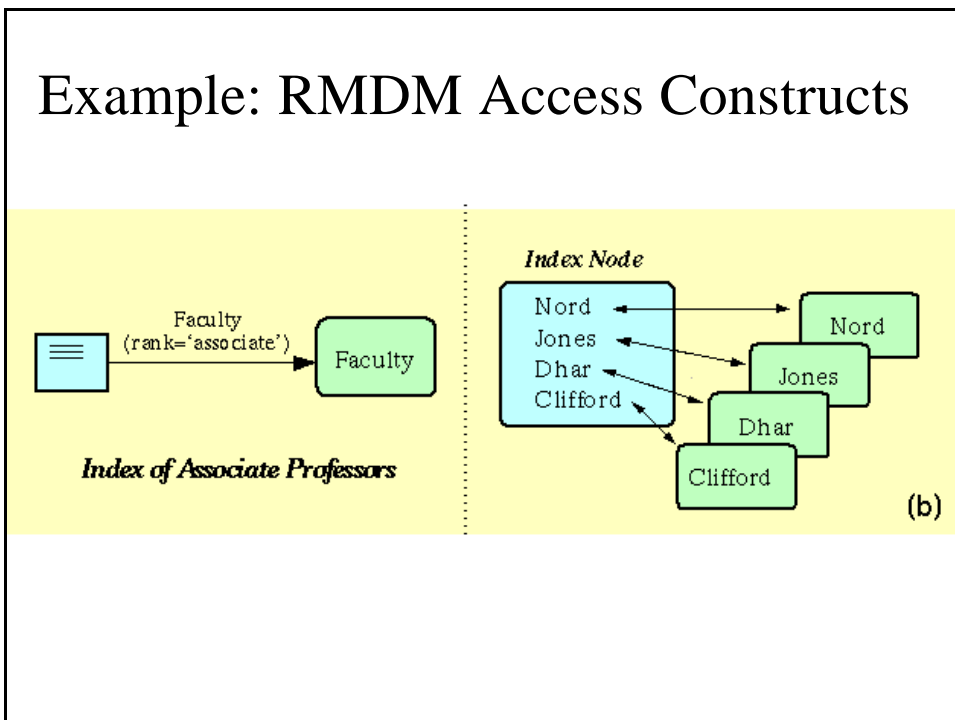 Example: RMDM Access Constructs
Faculty
(rank=‘associate’)
Faculty
Index of Associate Professors
Index Node
Nord
Jones
Dhar
Clifford
Nord
Jones
Dhar
Clifford
(b)